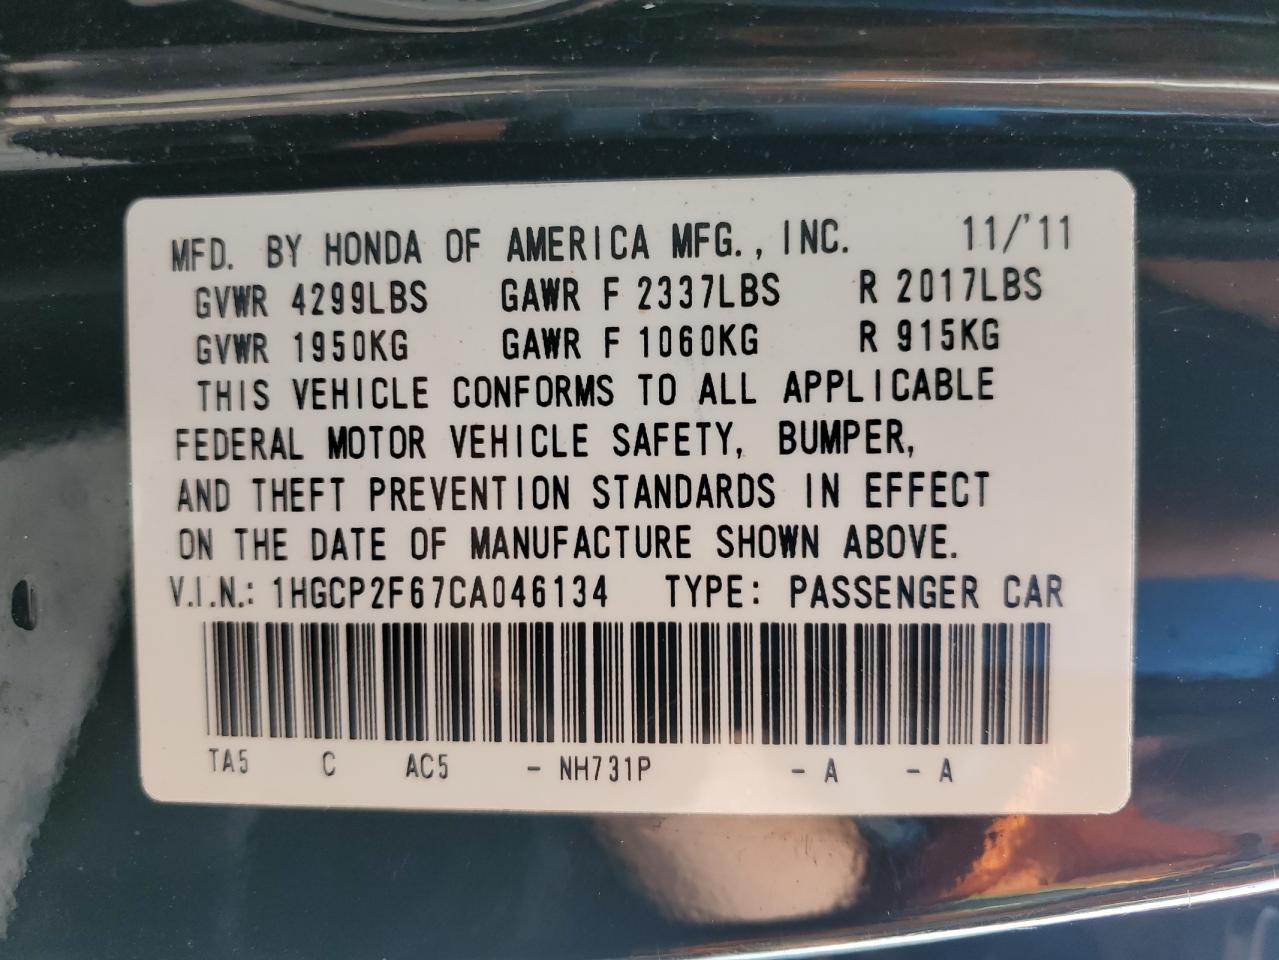 MFD. BY HONDA OF AMERICA MFG., INC. 11/'11
GVWR 4299LBS GAWR F 2337LBS R 2017LBS
GVWR 1950KG GAWR F 1060KG R 915KG
THIS VEHICLE CONFORMS TO ALL APPLICABLE
FEDERAL MOTOR VEHICLE SAFETY, BUMPER,
AND THEFT PREVENTION STANDARDS IN EFFECT
ON THE DATE OF MANUFACTURE SHOWN ABOVE.
V.I.N.: 1HGCP2F67CA046134 TYPE: PASSENGER CAR
TA5 C AC5 - NH731P - A - A